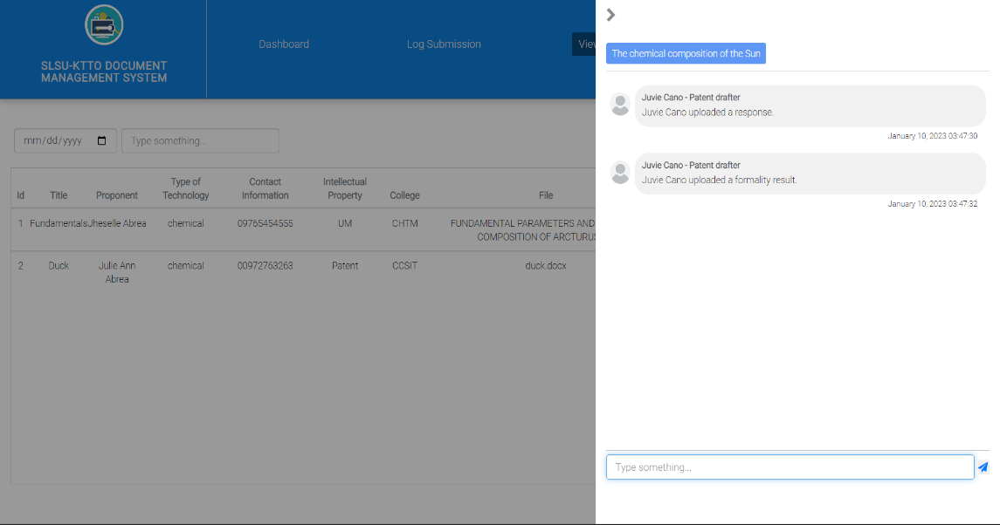 SLSU-KTTO DOCUMENT
MANAGEMENT SYSTEM
Dashboard
Log Submission
View
mm/dd/yyyy
Type something...
Id
Title
Proponent
Type of
Technology
Contact
Information
Intellectual
Property
College
File
1
Fundamentals
Jheselle Abrea
chemical
09765454555
UM
CHTM
FUNDAMENTAL PARAMETERS AND
COMPOSITION OF ARCTURUS
2
Duck
Julie Ann
Abrea
chemical
00972763263
Patent
CCSIT
duck.docx
The chemical composition of the Sun
Juvie Cano - Patent drafter
Juvie Cano uploaded a response.
January 10, 2023 03:47:30
Juvie Cano - Patent drafter
Juvie Cano uploaded a formality result.
January 10, 2023 03:47:32
Type something...